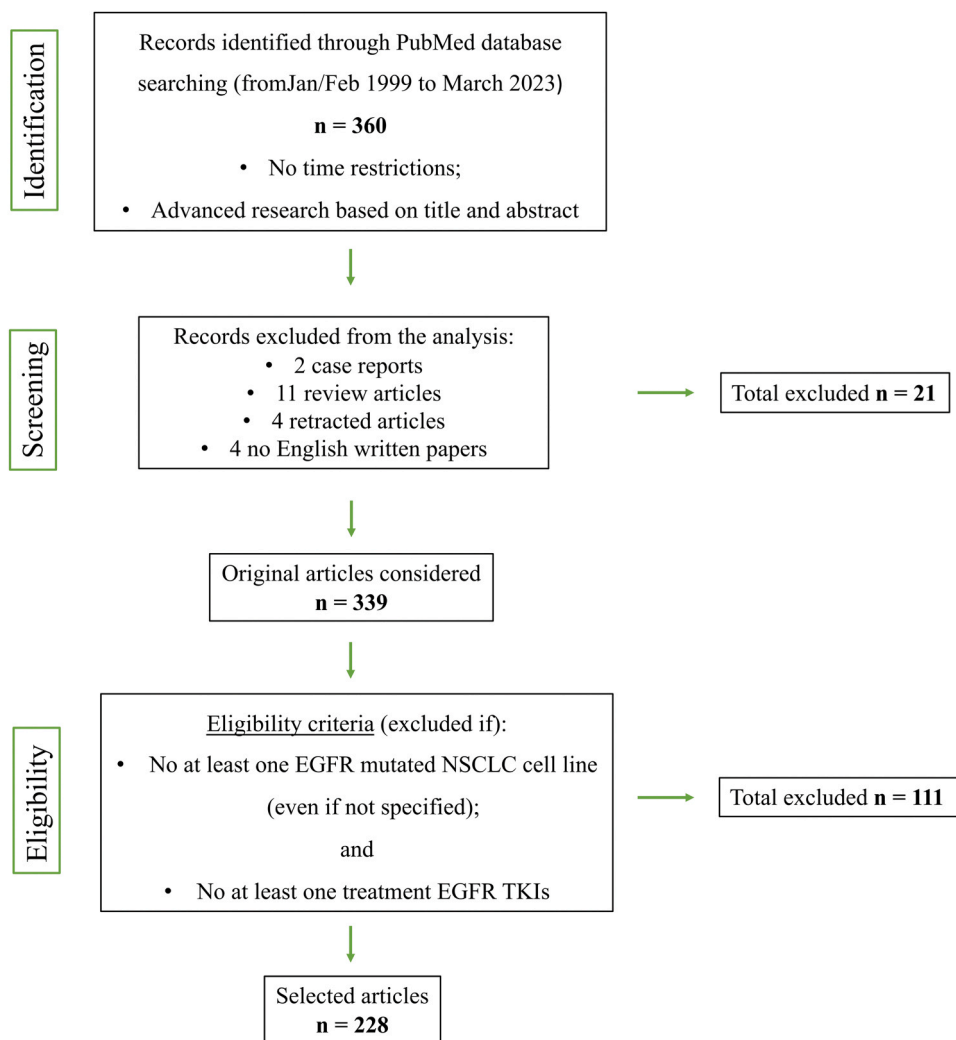 Identification
Records identified through PubMed database
searching (fromJan/Feb 1999 to March 2023)
n = 360
• No time restrictions;
• Advanced research based on title and abstract
Screening
Records excluded from the analysis:
• 2 case reports
• 11 review articles
• 4 retracted articles
• 4 no English written papers
Total excluded n = 21
Original articles considered
n = 339
Eligibility
Eligibility criteria (excluded if):
• No at least one EGFR mutated NSCLC cell line
(even if not specified);
and
• No at least one treatment EGFR TKIs
Total excluded n = 111
Selected articles
n = 228